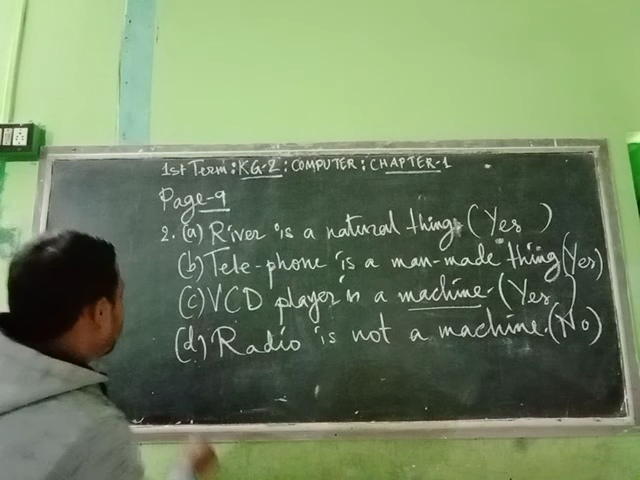 1st Term: KG-2: COMPUTER: CHAPTER-1
Page-9
2. (a) River is a natural thing. (Yes)
(b) Tele-phone is a man-made thing (Yes)
(c) VCD player is a machine. (Yes)
(d) Radio is not a machine. (No)